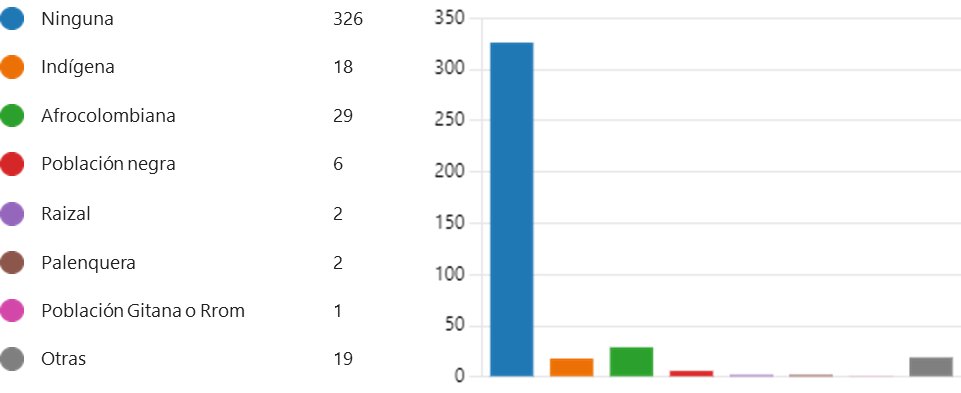 Ninguna 326
Indígena 18
Afrocolombiana 29
Población negra 6
Raizal 2
Palenquera 2
Población Gitana o Rrom 1
Otras 19
350
300
250
200
150
100
50
0